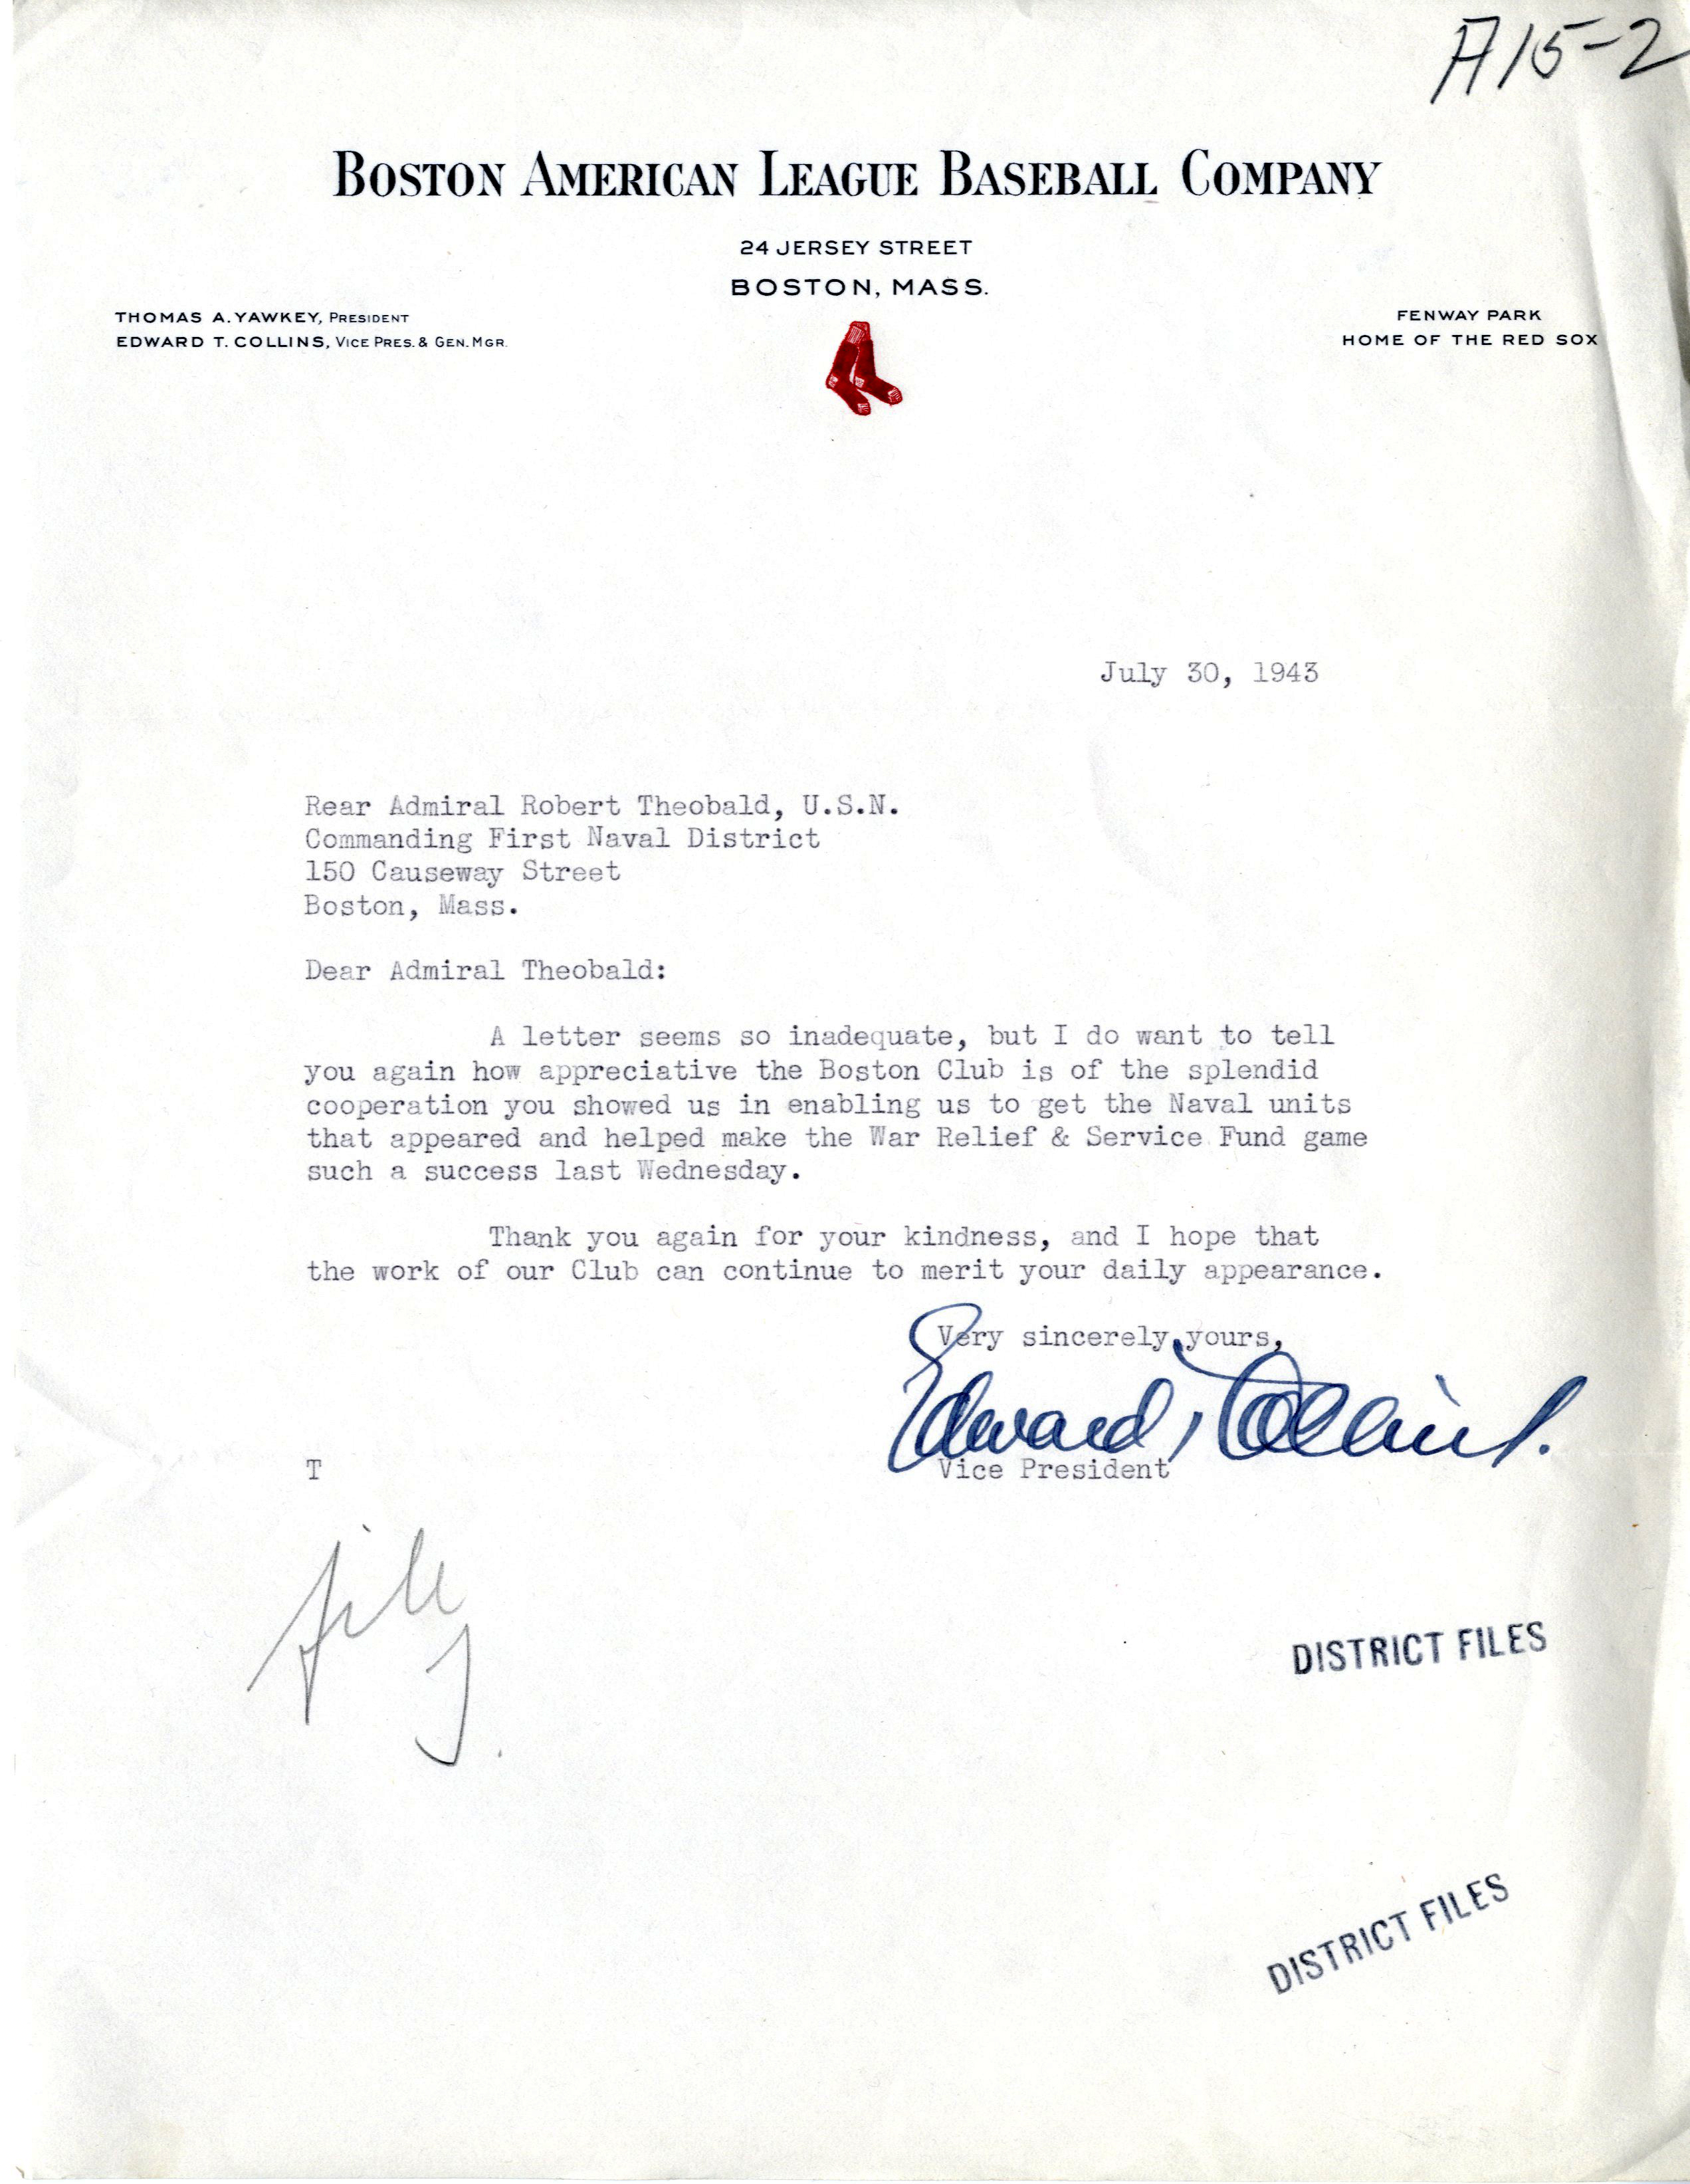 A15-2
BOSTON AMERICAN LEAGUE BASEBALL COMPANY
24 JERSEY STREET
BOSTON, MASS.
THOMAS A. YAWKEY, PRESIDENT
EDWARD T. COLLINS, VICE PRES. & GEN. MGR.
FENWAY PARK
HOME OF THE RED SOX
July 30, 1943
Rear Admiral Robert Theobald, U.S.N.
Commanding First Naval District
150 Causeway Street
Boston, Mass.
Dear Admiral Theobald:
A letter seems so inadequate, but I do want to tell
you again how appreciative the Boston Club is of the splendid
cooperation you showed us in enabling us to get the Naval units
that appeared and helped make the War Relief & Service Fund game
such a success last Wednesday.
Thank you again for your kindness, and I hope that
the work of our Club can continue to merit your daily appearance.
Very sincerely yours,
Edward T. Collins.
Vice President
T
file
DISTRICT FILES
DISTRICT FILES